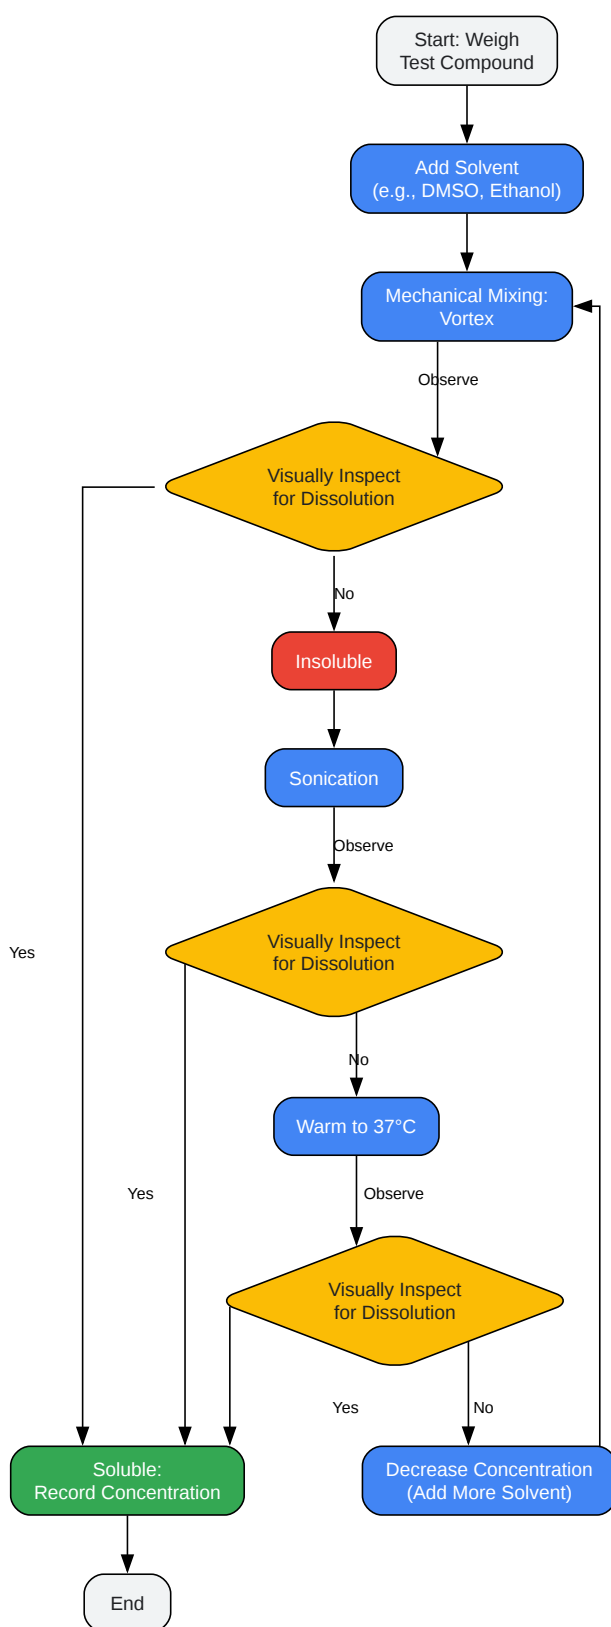 Start: Weigh
Test Compound
Add Solvent
(e.g., DMSO, Ethanol)
Mechanical Mixing:
Vortex
Observe
Visually Inspect
for Dissolution
No
Insoluble
Sonication
Observe
Visually Inspect
for Dissolution
Yes
No
Warm to 37°C
Yes
Observe
Visually Inspect
for Dissolution
Yes
No
Soluble:
Record Concentration
Decrease Concentration
(Add More Solvent)
End